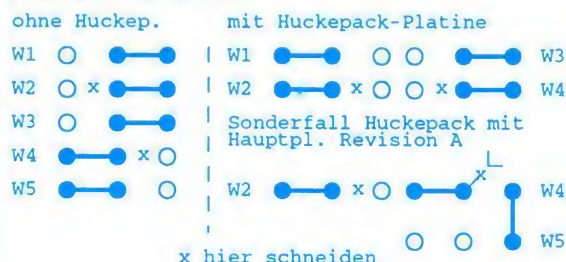 ohne Huckep.
W1
W2 x
W3
W4 x
W5
mit Huckepack-Platine
W1 W3
W2 x x W4
Sonderfall Huckepack mit
Hauptpl. Revision A
x
W2 x W4
W5
x hier schneiden